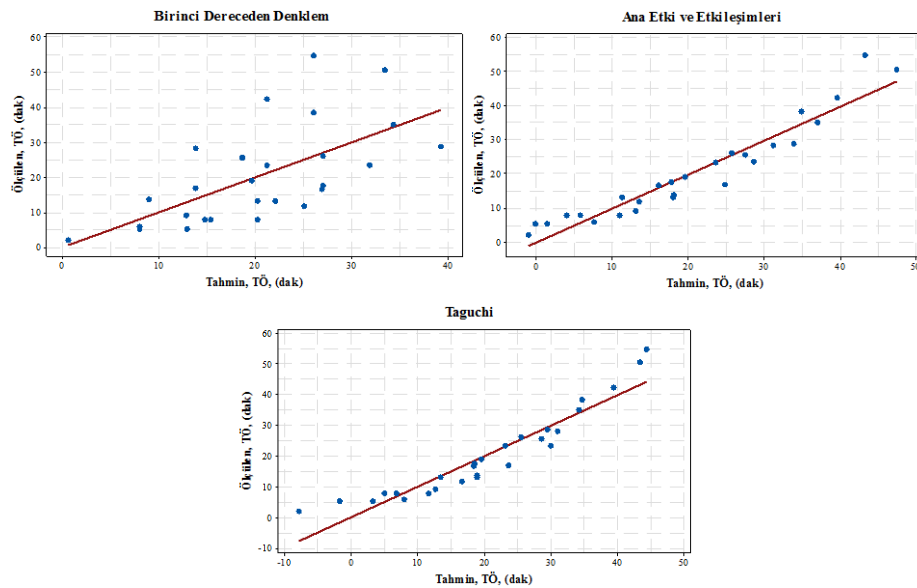 Birinci Dereceden Denklem
60
50
40
30
20
10
0
Ölçülen, TÖ, (dak)
0 10 20 30 40
Tahmin, TÖ, (dak)
Ana Etki ve Etkileşimleri
60
50
40
30
20
10
0
Ölçülen, TÖ, (dak)
0 10 20 30 40 50
Tahmin, TÖ, (dak)
Taguchi
60
50
40
30
20
10
0
-10
Ölçülen, TÖ, (dak)
-10 0 10 20 30 40 50
Tahmin, TÖ, (dak)